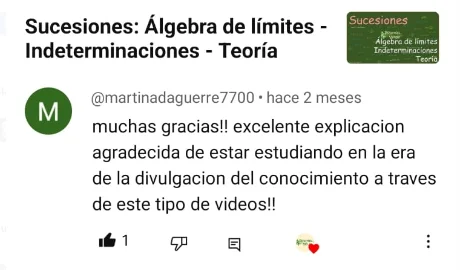 Sucesiones: Álgebra de límites -
Indeterminaciones - Teoría
Sucesiones
Álgebra de límites
Indeterminaciones
Teoría
M
@martinadaguerre7700 • hace 2 meses
muchas gracias!! excelente explicacion
agradecida de estar estudiando en la era
de la divulgacion del conocimiento a traves
de este tipo de videos!!
1